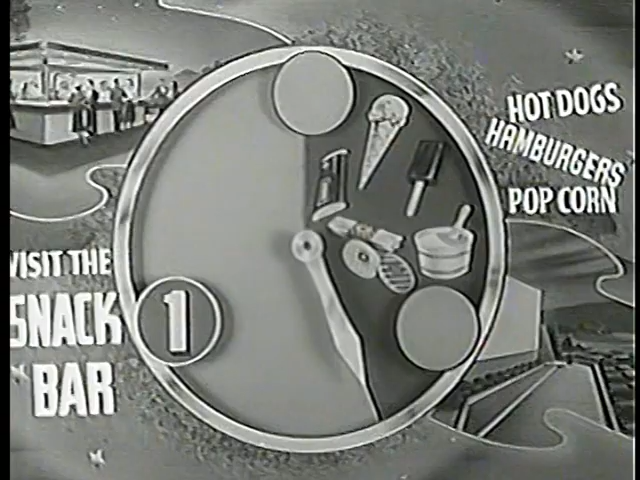 HOT DOGS
HAMBURGERS
POP CORN
VISIT THE
SNACK
BAR
1